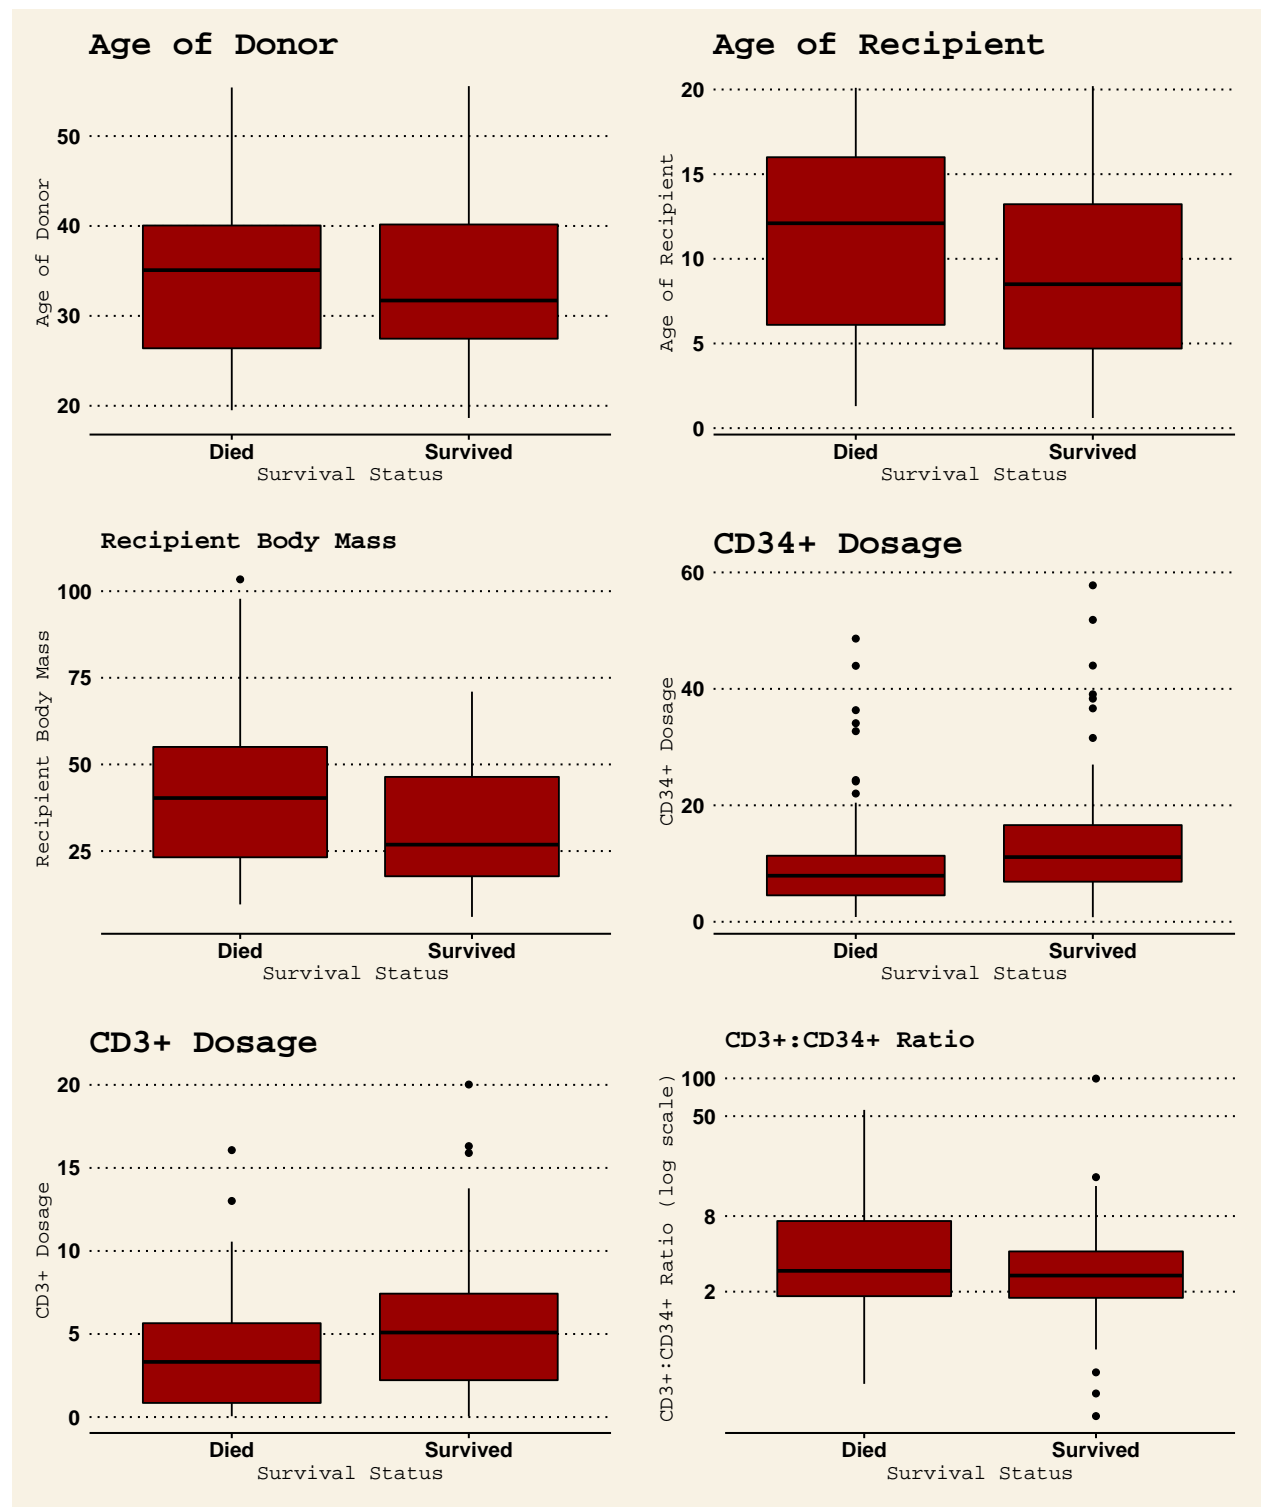 Age of Donor
Age of Donor
50
40
30
20
Died Survived
Survival Status
Age of Recipient
Age of Recipient
20
15
10
5
0
Died Survived
Survival Status
Recipient Body Mass
Recipient Body Mass
100
75
50
25
Died Survived
Survival Status
CD34+ Dosage
CD34+ Dosage
60
40
20
0
Died Survived
Survival Status
CD3+ Dosage
CD3+ Dosage
20
15
10
5
0
Died Survived
Survival Status
CD3+:CD34+ Ratio
CD3+:CD34+ Ratio (log scale)
100
50
8
2
Died Survived
Survival Status